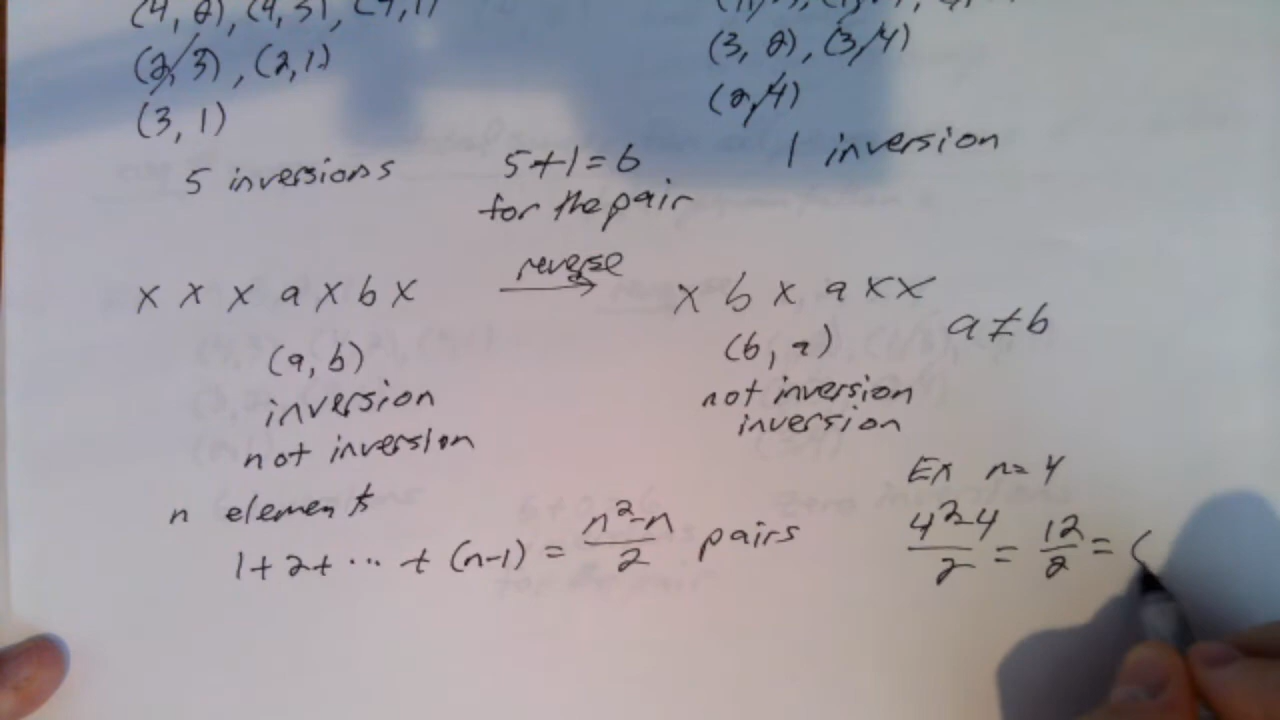 (4, 2), (4, 3), (4, 1)
(2, 3), (2, 1)
(3, 2), (3, 4)
(3, 1)
(2, 4)
5 inversions
5+1=6
for the pair
1 inversion
x x x a x b x
reverse
x b x a x x
a≠b
(a, b)
inversion
not inversion
(b, a)
not inversion
inversion
n elements
1+2+ ... + (n-1) = n²-n / 2 pairs
Ex n=4
4²-4 / 2 = 12 / 2 = (